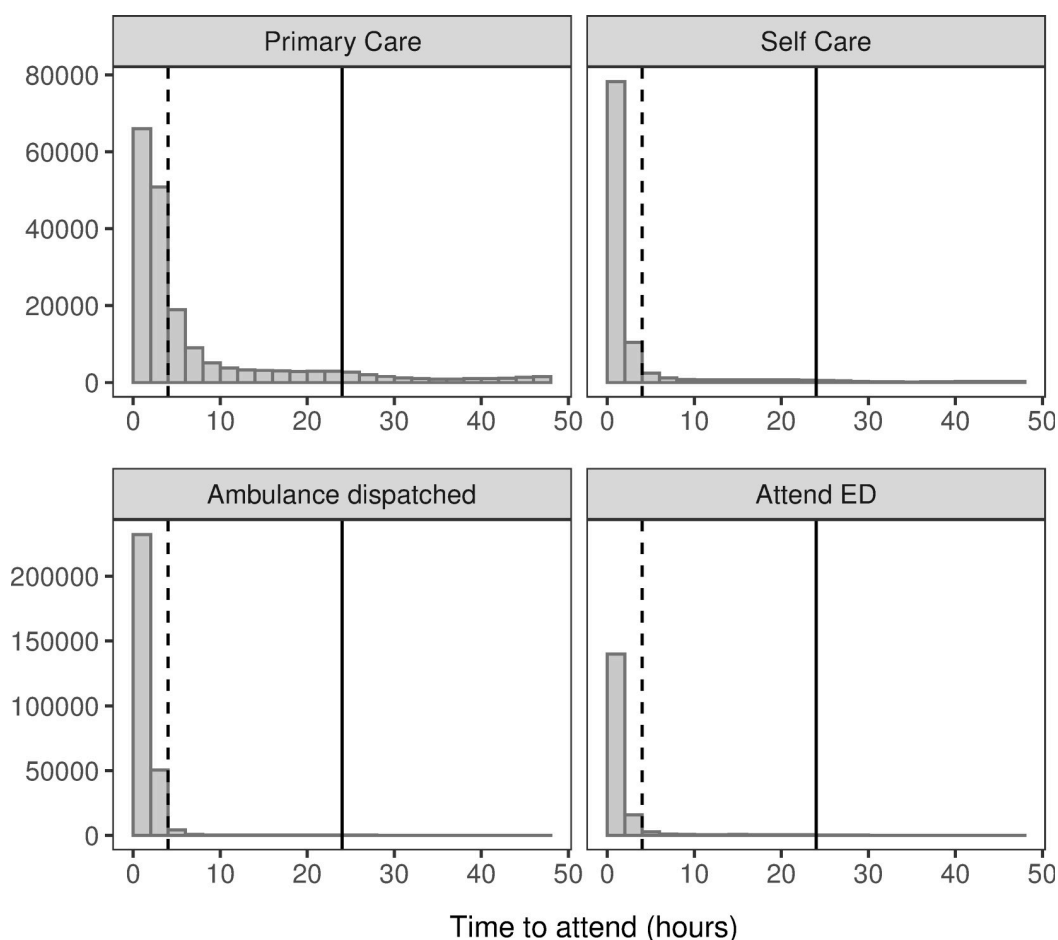 Primary Care
Self Care
80000
60000
40000
20000
0
0 10 20 30 40 50
0 10 20 30 40 50
Ambulance dispatched
Attend ED
200000
150000
100000
50000
0
0 10 20 30 40 50
0 10 20 30 40 50
Time to attend (hours)